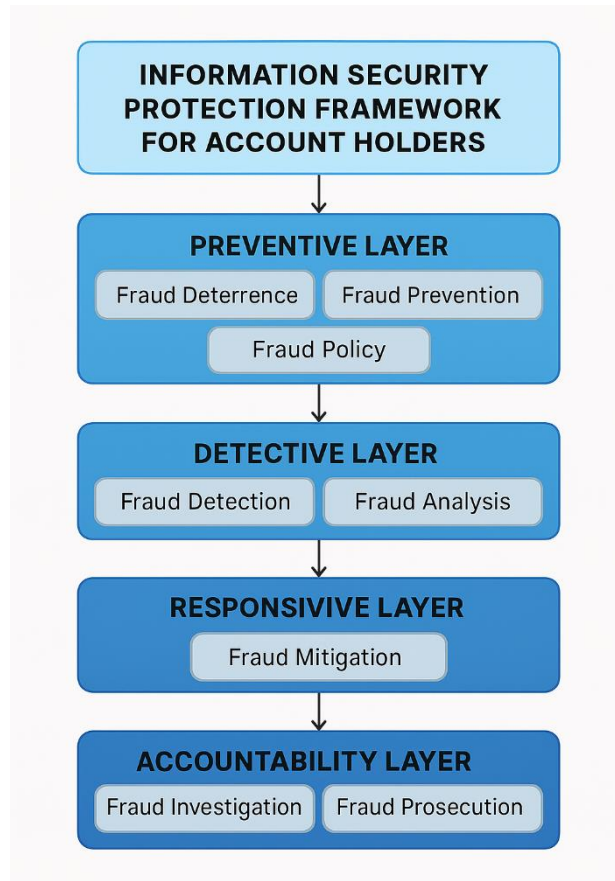 INFORMATION SECURITY
PROTECTION FRAMEWORK
FOR ACCOUNT HOLDERS
PREVENTIVE LAYER
Fraud Deterrence
Fraud Prevention
Fraud Policy
DETECTIVE LAYER
Fraud Detection
Fraud Analysis
RESPONSIVIVE LAYER
Fraud Mitigation
ACCOUNTABILITY LAYER
Fraud Investigation
Fraud Prosecution